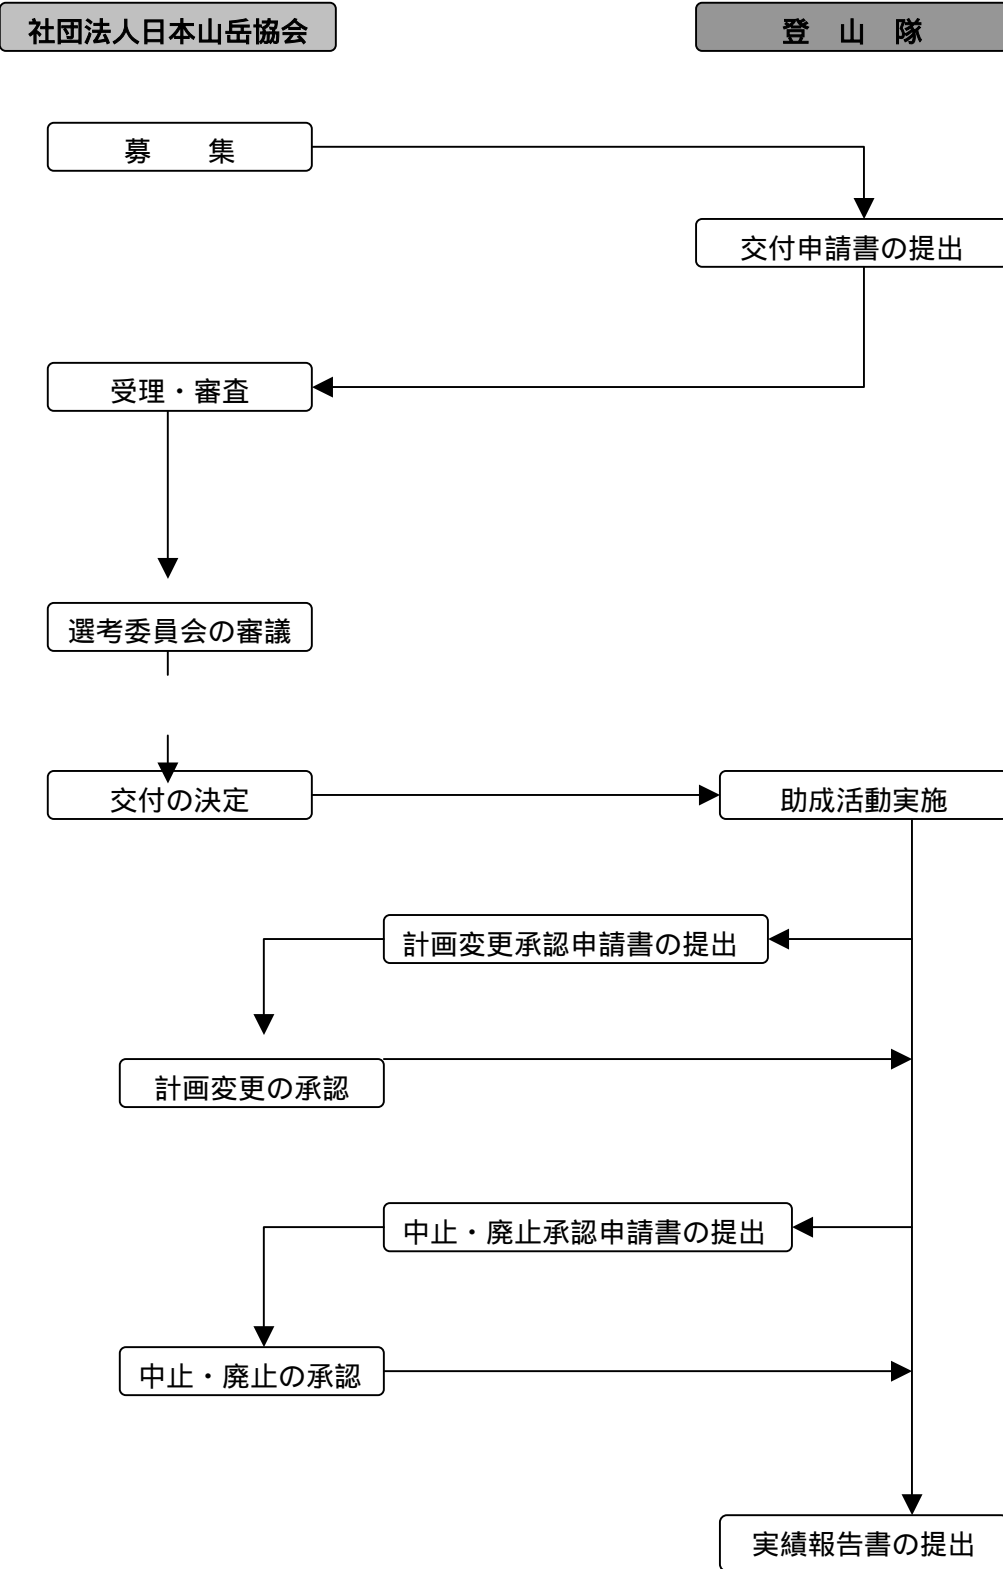 社団法人日本山岳協会
登　山　隊
募　　集
交付申請書の提出
受理・審査
選考委員会の審議
交付の決定
助成活動実施
計画変更承認申請書の提出
計画変更の承認
中止・廃止承認申請書の提出
中止・廃止の承認
実績報告書の提出